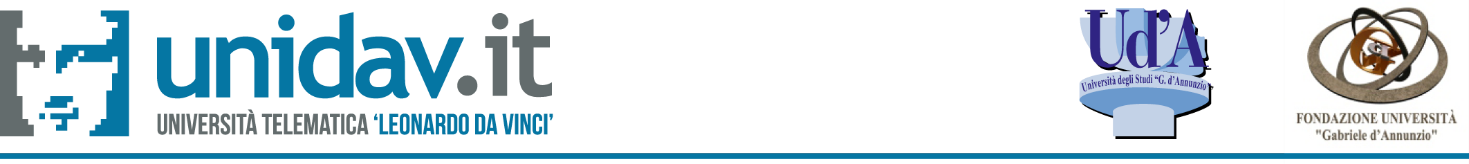 unidav.it
UNIVERSITÀ TELEMATICA ‘LEONARDO DA VINCI’
Ud'A
Università degli Studi “G. d'Annunzio”
FONDAZIONE UNIVERSITÀ
"Gabriele d'Annunzio"